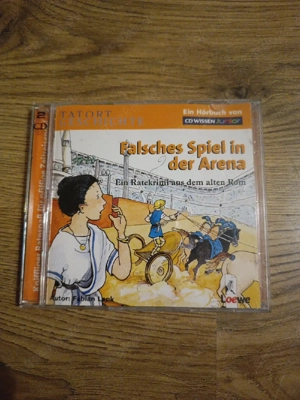 2
CD
TATORT
GESCHICHTE
Ein Hörbuch von
CD WISSEN Junior
Falsches Spiel in
der Arena
Ein Ratekrimi aus dem alten Rom
Autor: Fabian Lenk
Loewe